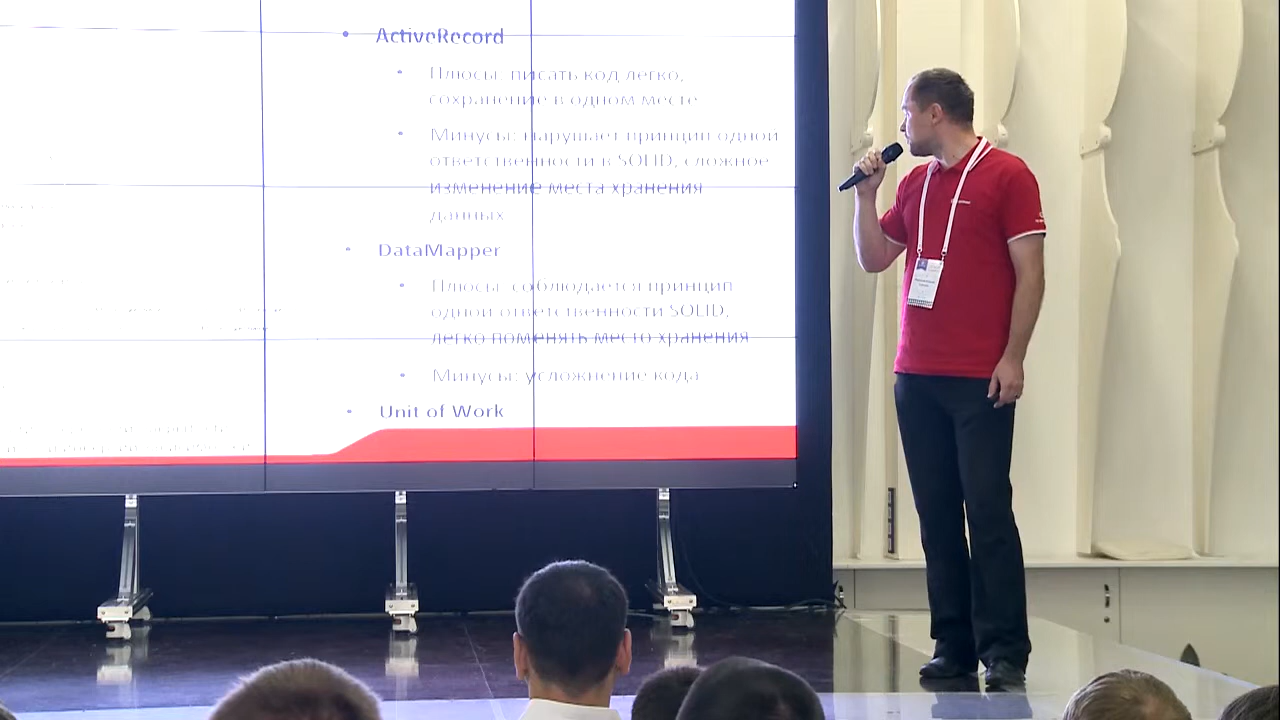 ActiveRecord
Плюсы: писать код легко,
сохранение в одном месте
Минусы: нарушает принцип одной
ответственности в SOLID, сложное
изменение места хранения
данных
DataMapper
Плюсы: соблюдается принцип
одной ответственности SOLID,
легко поменять место хранения
Минусы: усложнение кода
Unit of Work